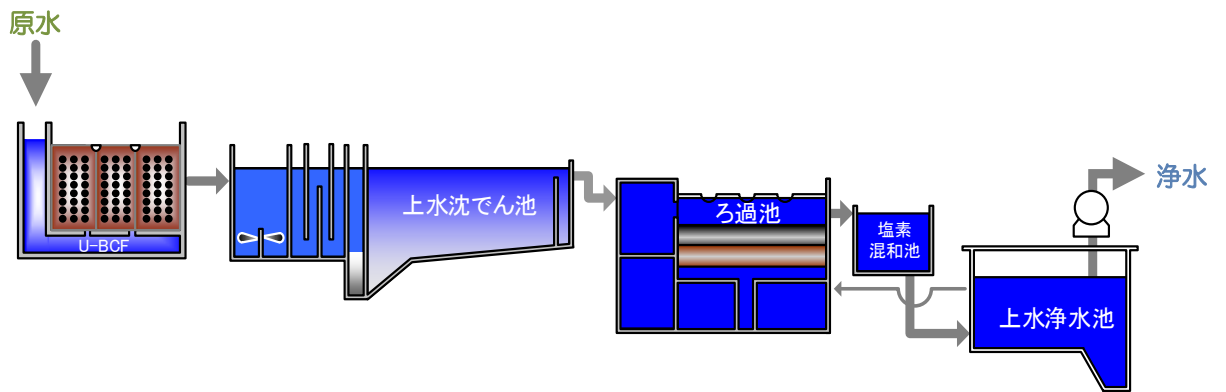 原水
U-BCF
上水沈でん池
ろ過池
塩素
混和池
上水浄水池
浄水